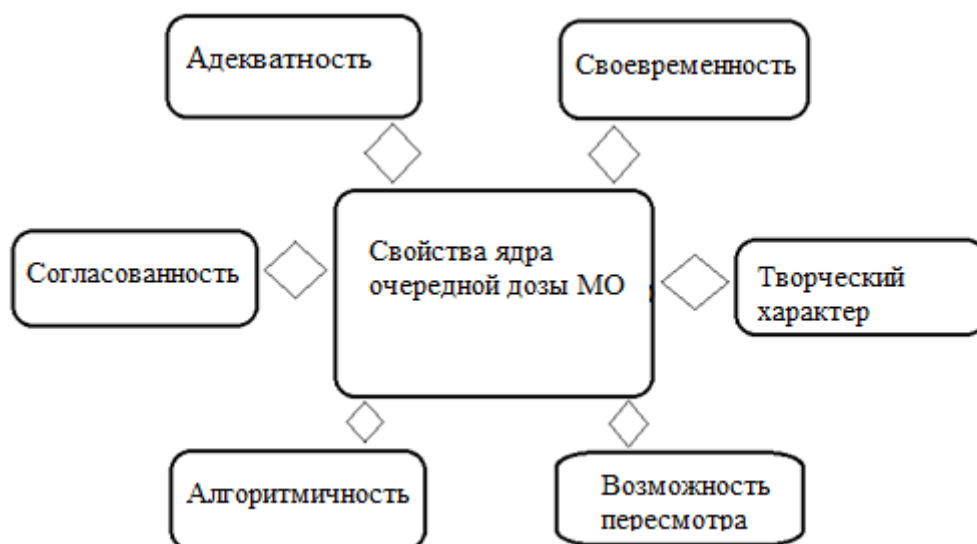 Адекватность
Своевременность
Согласованность
Свойства ядра
очередной дозы МО
Творческий
характер
Алгоритмичность
Возможность
пересмотра